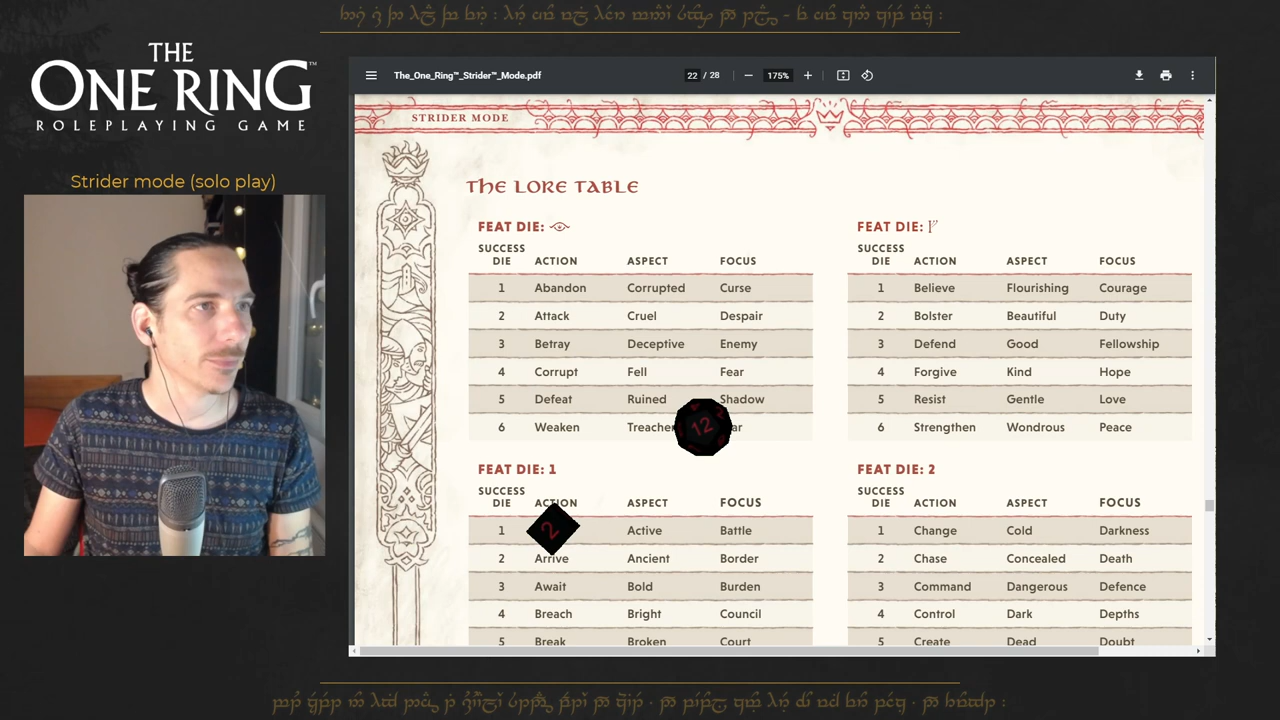 THE
ONE RING™
ROLEPLAYING GAME
Strider mode (solo play)
The_One_Ring™_Strider™_Mode.pdf
22 / 28
175%
STRIDER MODE
THE LORE TABLE
FEAT DIE:
SUCCESS DIE ACTION ASPECT FOCUS
1 Abandon Corrupted Curse
2 Attack Cruel Despair
3 Betray Deceptive Enemy
4 Corrupt Fell Fear
5 Defeat Ruined Shadow
6 Weaken
12
FEAT DIE:
SUCCESS DIE ACTION ASPECT FOCUS
1 Believe Flourishing Courage
2 Bolster Beautiful Duty
3 Defend Good Fellowship
4 Forgive Kind Hope
5 Resist Gentle Love
6 Strengthen Wondrous Peace
FEAT DIE: 1
SUCCESS DIE ACTION ASPECT FOCUS
1 2 Active Battle
2 Arrive Ancient Border
3 Await Bold Burden
4 Breach Bright Council
5 Break Broken Court
FEAT DIE: 2
SUCCESS DIE ACTION ASPECT FOCUS
1 Change Cold Darkness
2 Chase Concealed Death
3 Command Dangerous Defence
4 Control Dark Depths
5 Create Dead Doubt